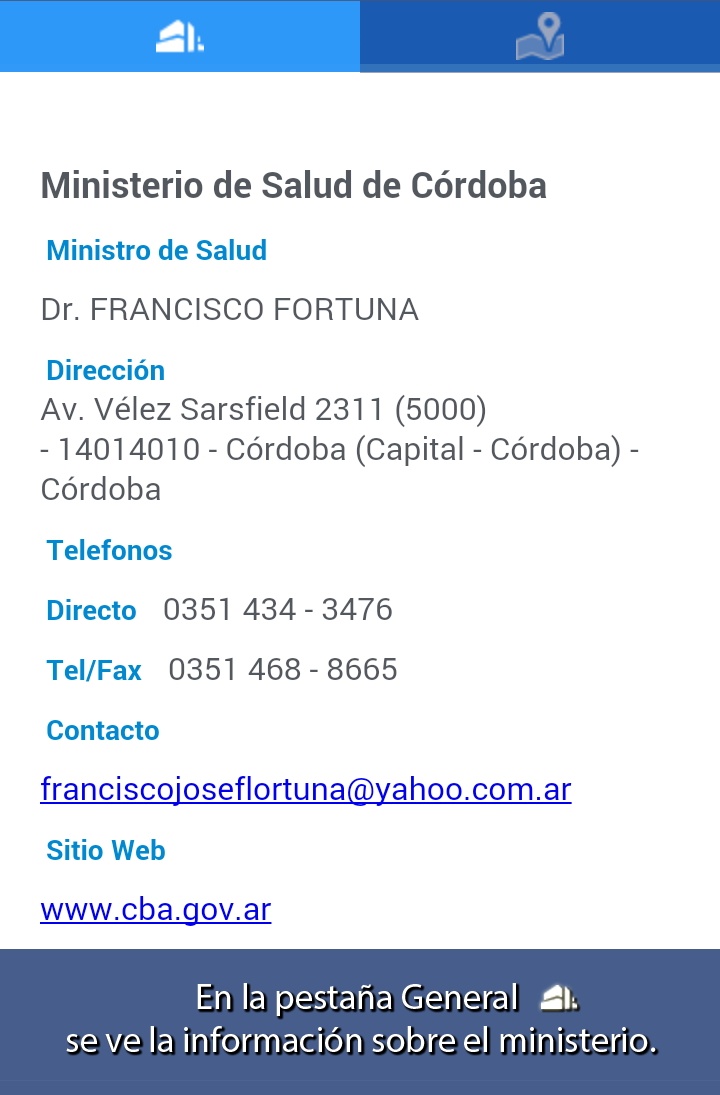 Ministerio de Salud de Córdoba
Ministro de Salud
Dr. FRANCISCO FORTUNA
Dirección
Av. Vélez Sarsfield 2311 (5000)
- 14014010 - Córdoba (Capital - Córdoba) -
Córdoba
Telefonos
Directo 0351 434 - 3476
Tel/Fax 0351 468 - 8665
Contacto
franciscojoseflortuna@yahoo.com.ar
Sitio Web
www.cba.gov.ar
En la pestaña General
se ve la información sobre el ministerio.